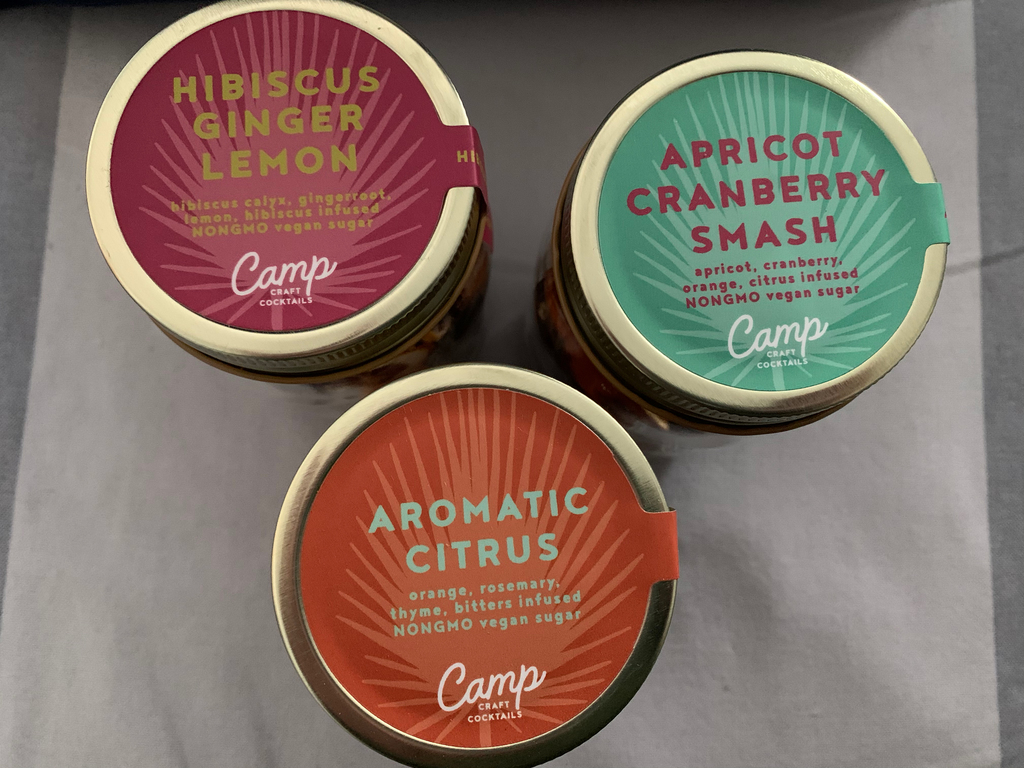 HIBISCUS
GINGER
LEMON
hibiscus calyx, gingerroot,
lemon, hibiscus infused
NONGMO vegan sugar
Camp
CRAFT
COCKTAILS
APRICOT
CRANBERRY
SMASH
apricot, cranberry,
orange, citrus infused
NONGMO vegan sugar
Camp
CRAFT
COCKTAILS
AROMATIC
CITRUS
orange, rosemary,
thyme, bitters infused
NONGMO vegan sugar
Camp
CRAFT
COCKTAILS